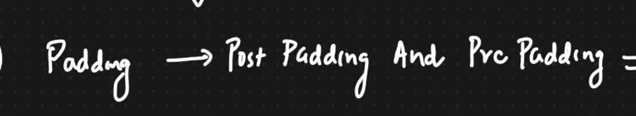 ) Padding → Post Padding And Pre Padding =